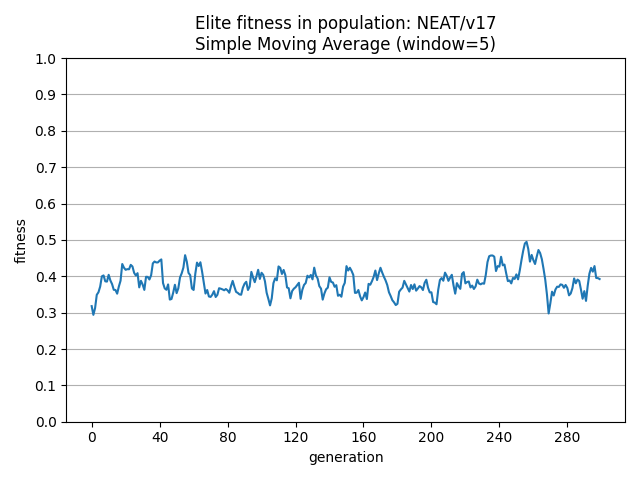 Elite fitness in population: NEAT/v17
Simple Moving Average (window=5)
1.0
0.9
0.8
0.7
0.6
0.5
0.4
0.3
0.2
0.1
0.0
fitness
0 40 80 120 160 200 240 280
generation